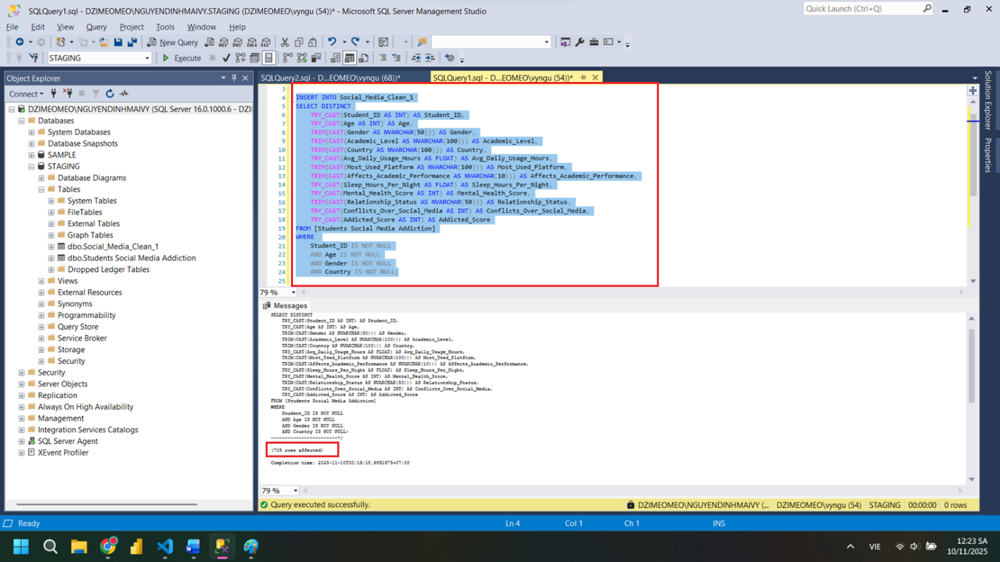 SQLQuery1.sql - DZIMEOMEO\NGUYENDINHMAIVY.STAGING (DZIMEOMEO\vyngu (54))* - Microsoft SQL Server Management Studio
Quick Launch (Ctrl+Q)
File Edit View Query Project Tools Window Help
New Query MDX DMX XMLA DAX
STAGING Execute
Object Explorer
SQLQuery2.sql - D...EOMEO\vyngu (68))*
SQLQuery1.sql - D...EOMEO\vyngu (54))*
Connect
DZIMEOMEO\NGUYENDINHMAIVY (SQL Server 16.0.1000.6 - DZI
Databases
System Databases
Database Snapshots
SAMPLE
STAGING
Database Diagrams
Tables
System Tables
FileTables
External Tables
Graph Tables
dbo.Social_Media_Clean_1
dbo.Students Social Media Addiction
Dropped Ledger Tables
Views
External Resources
Synonyms
Programmability
Query Store
Service Broker
Storage
Security
Security
Server Objects
Replication
Always On High Availability
Management
Integration Services Catalogs
SQL Server Agent
XEvent Profiler
3
4 INSERT INTO Social_Media_Clean_1
5 SELECT DISTINCT
6 TRY_CAST(Student_ID AS INT) AS Student_ID,
7 TRY_CAST(Age AS INT) AS Age,
8 TRIM(CAST(Gender AS NVARCHAR(50))) AS Gender,
9 TRIM(CAST(Academic_Level AS NVARCHAR(100))) AS Academic_Level,
10 TRIM(CAST(Country AS NVARCHAR(100))) AS Country,
11 TRY_CAST(Avg_Daily_Usage_Hours AS FLOAT) AS Avg_Daily_Usage_Hours,
12 TRIM(CAST(Most_Used_Platform AS NVARCHAR(100))) AS Most_Used_Platform,
13 TRIM(CAST(Affects_Academic_Performance AS NVARCHAR(10))) AS Affects_Academic_Performance,
14 TRY_CAST(Sleep_Hours_Per_Night AS FLOAT) AS Sleep_Hours_Per_Night,
15 TRY_CAST(Mental_Health_Score AS INT) AS Mental_Health_Score,
16 TRIM(CAST(Relationship_Status AS NVARCHAR(50))) AS Relationship_Status,
17 TRY_CAST(Conflicts_Over_Social_Media AS INT) AS Conflicts_Over_Social_Media,
18 TRY_CAST(Addicted_Score AS INT) AS Addicted_Score
19 FROM [Students Social Media Addiction]
20 WHERE
21 Student_ID IS NOT NULL
22 AND Age IS NOT NULL
23 AND Gender IS NOT NULL
24 AND Country IS NOT NULL;
25
79 %
Messages
SELECT DISTINCT
TRY_CAST(Student_ID AS INT) AS Student_ID,
TRY_CAST(Age AS INT) AS Age,
TRIM(CAST(Gender AS NVARCHAR(50))) AS Gender,
TRIM(CAST(Academic_Level AS NVARCHAR(100))) AS Academic_Level,
TRIM(CAST(Country AS NVARCHAR(100))) AS Country,
TRY_CAST(Avg_Daily_Usage_Hours AS FLOAT) AS Avg_Daily_Usage_Hours,
TRIM(CAST(Most_Used_Platform AS NVARCHAR(100))) AS Most_Used_Platform,
TRIM(CAST(Affects_Academic_Performance AS NVARCHAR(10))) AS Affects_Academic_Performance,
TRY_CAST(Sleep_Hours_Per_Night AS FLOAT) AS Sleep_Hours_Per_Night,
TRY_CAST(Mental_Health_Score AS INT) AS Mental_Health_Score,
TRIM(CAST(Relationship_Status AS NVARCHAR(50))) AS Relationship_Status,
TRY_CAST(Conflicts_Over_Social_Media AS INT) AS Conflicts_Over_Social_Media,
TRY_CAST(Addicted_Score AS INT) AS Addicted_Score
FROM [Students Social Media Addiction]
WHERE
Student_ID IS NOT NULL
AND Age IS NOT NULL
AND Gender IS NOT NULL
AND Country IS NOT NULL;
------------------------*/
(705 rows affected)
Completion time: 2025-11-10T00:19:18.9861675+07:00
79 %
Query executed successfully.
DZIMEOMEO\NGUYENDINHMAIVY (... DZIMEOMEO\vyngu (54) STAGING 00:00:00 0 rows
Solution Explorer
Properties
Ready Ln 4 Col 1 Ch 1 INS
VIE
12:23 SA
10/11/2025